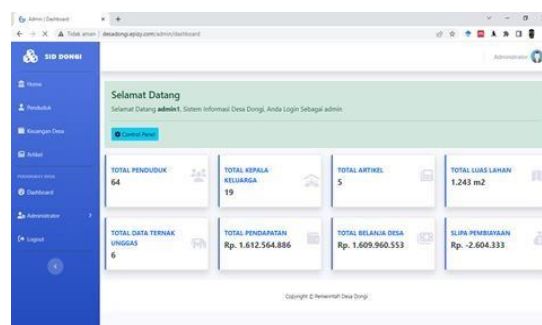 Admin | Dashboard
Tidak aman | desadongi.epizy.com/admin/dashboard
SID DONGI
Administrator
Home
Penduduk
Keuangan Desa
Artikel
PERANGKAT DESA
Dashboard
Administrator
Logout
Selamat Datang
Selamat Datang admin1, Sistem Informasi Desa Dongi, Anda Login Sebagai admin
Control Panel
TOTAL PENDUDUK
64
TOTAL KEPALA
KELUARGA
19
TOTAL ARTIKEL
5
TOTAL LUAS LAHAN
1.243 m2
TOTAL DATA TERNAK
UNGGAS
6
TOTAL PENDAPATAN
Rp. 1.612.564.886
TOTAL BELANJA DESA
Rp. 1.609.960.553
SLIPA PEMBIAYAAN
Rp. -2.604.333
Copyright © Pemerintah Desa Dongi